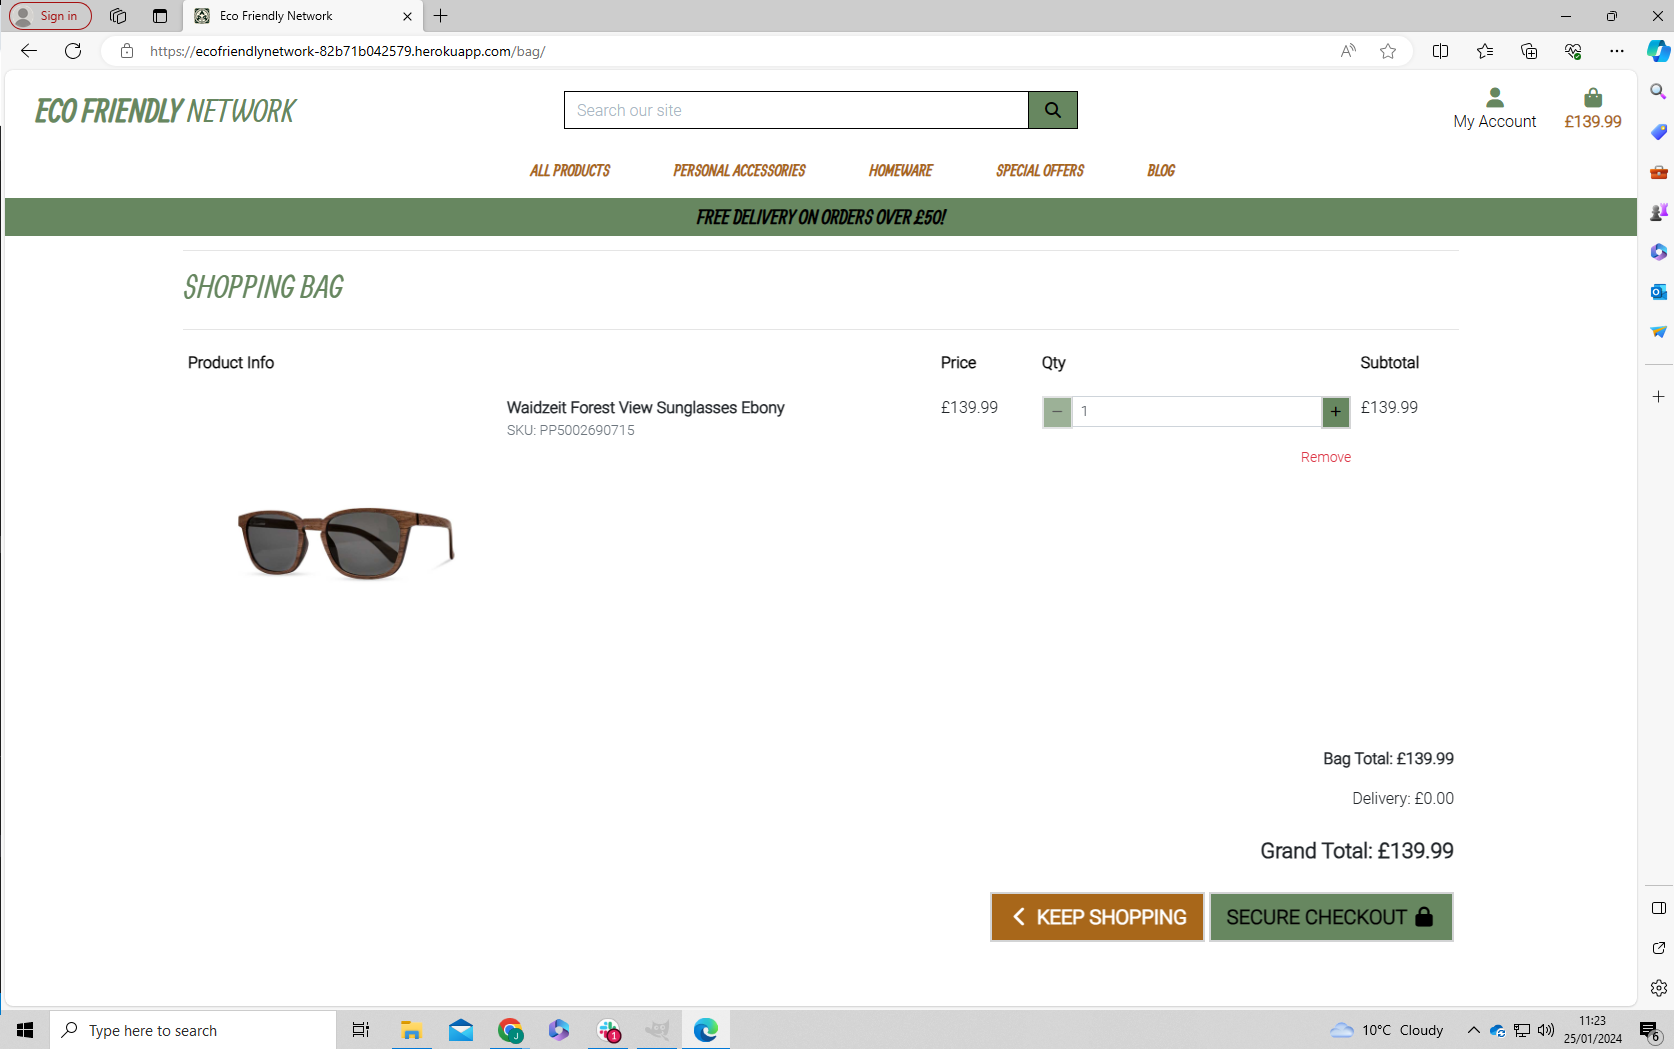 Sign in
Eco Friendly Network
https://ecofriendlynetwork-82b71b042579.herokuapp.com/bag/
ECO FRIENDLY NETWORK
Search our site
My Account
£139.99
ALL PRODUCTS PERSONAL ACCESSORIES HOMEWARE SPECIAL OFFERS BLOG
FREE DELIVERY ON ORDERS OVER £50!
SHOPPING BAG
Product Info Price Qty Subtotal
Waidzeit Forest View Sunglasses Ebony £139.99 1 £139.99
SKU: PP5002690715
Remove
Bag Total: £139.99
Delivery: £0.00
Grand Total: £139.99
KEEP SHOPPING SECURE CHECKOUT
Type here to search
J
1
10°C Cloudy
11:23
25/01/2024
6